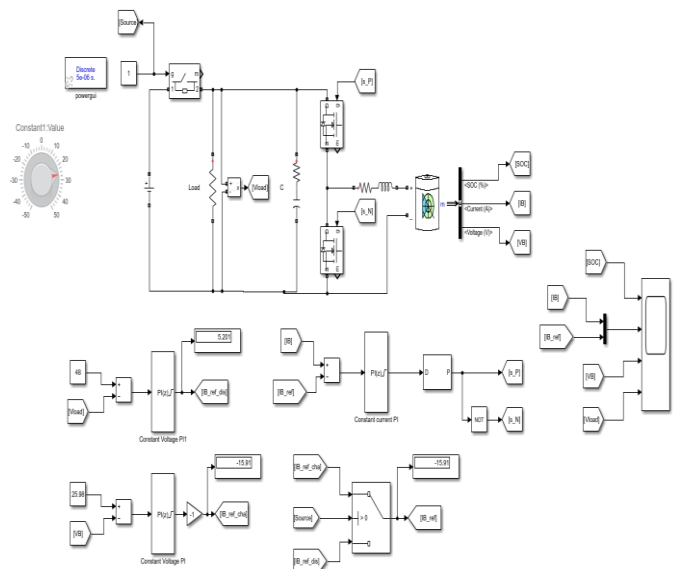 [Source]
Discrete
5e-06 s.
powergui
1
g
m
1
2
Constant1:Value
-10
0
10
-20
20
-30
30
-40
40
-50
50
Load
+
-
[Vload]
C
[s_P]
[s_N]
+
-
m
<SOC (%)>
<Current (A)>
<Voltage (V)>
[SOC]
[IB]
[VB]
[SOC]
[IB]
[IB_ref]
[VB]
[Vload]
5.201
48
+
-
[Vload]
PI(z)
[IB_ref_dis]
Constant Voltage PI1
[IB]
+
-
[IB_ref]
PI(z)
Constant current PI
D
P
[s_P]
NOT
[s_N]
-15.91
25.98
+
-
[VB]
PI(z)
-1
[IB_ref_cha]
Constant Voltage PI
[IB_ref_cha]
[Source]
> 0
[IB_ref_dis]
-15.91
[IB_ref]